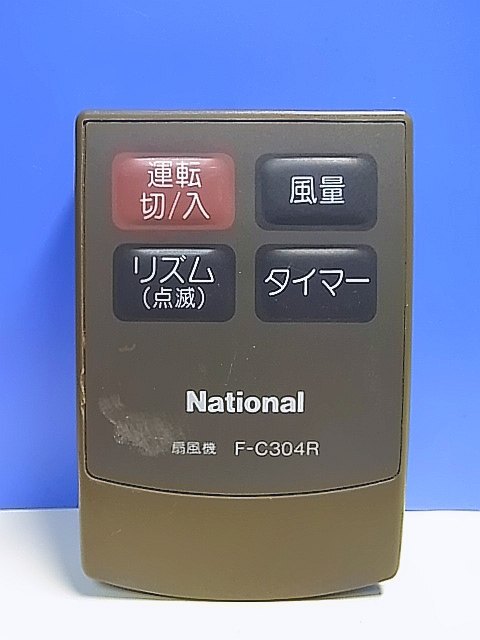 運転
切/入
風量
リズム
(点滅)
タイマー
National
扇風機 F-C304R